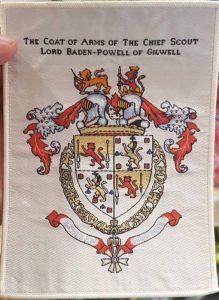 The Coat of Arms of The Chief Scout
Lord Baden-Powell of Gilwell